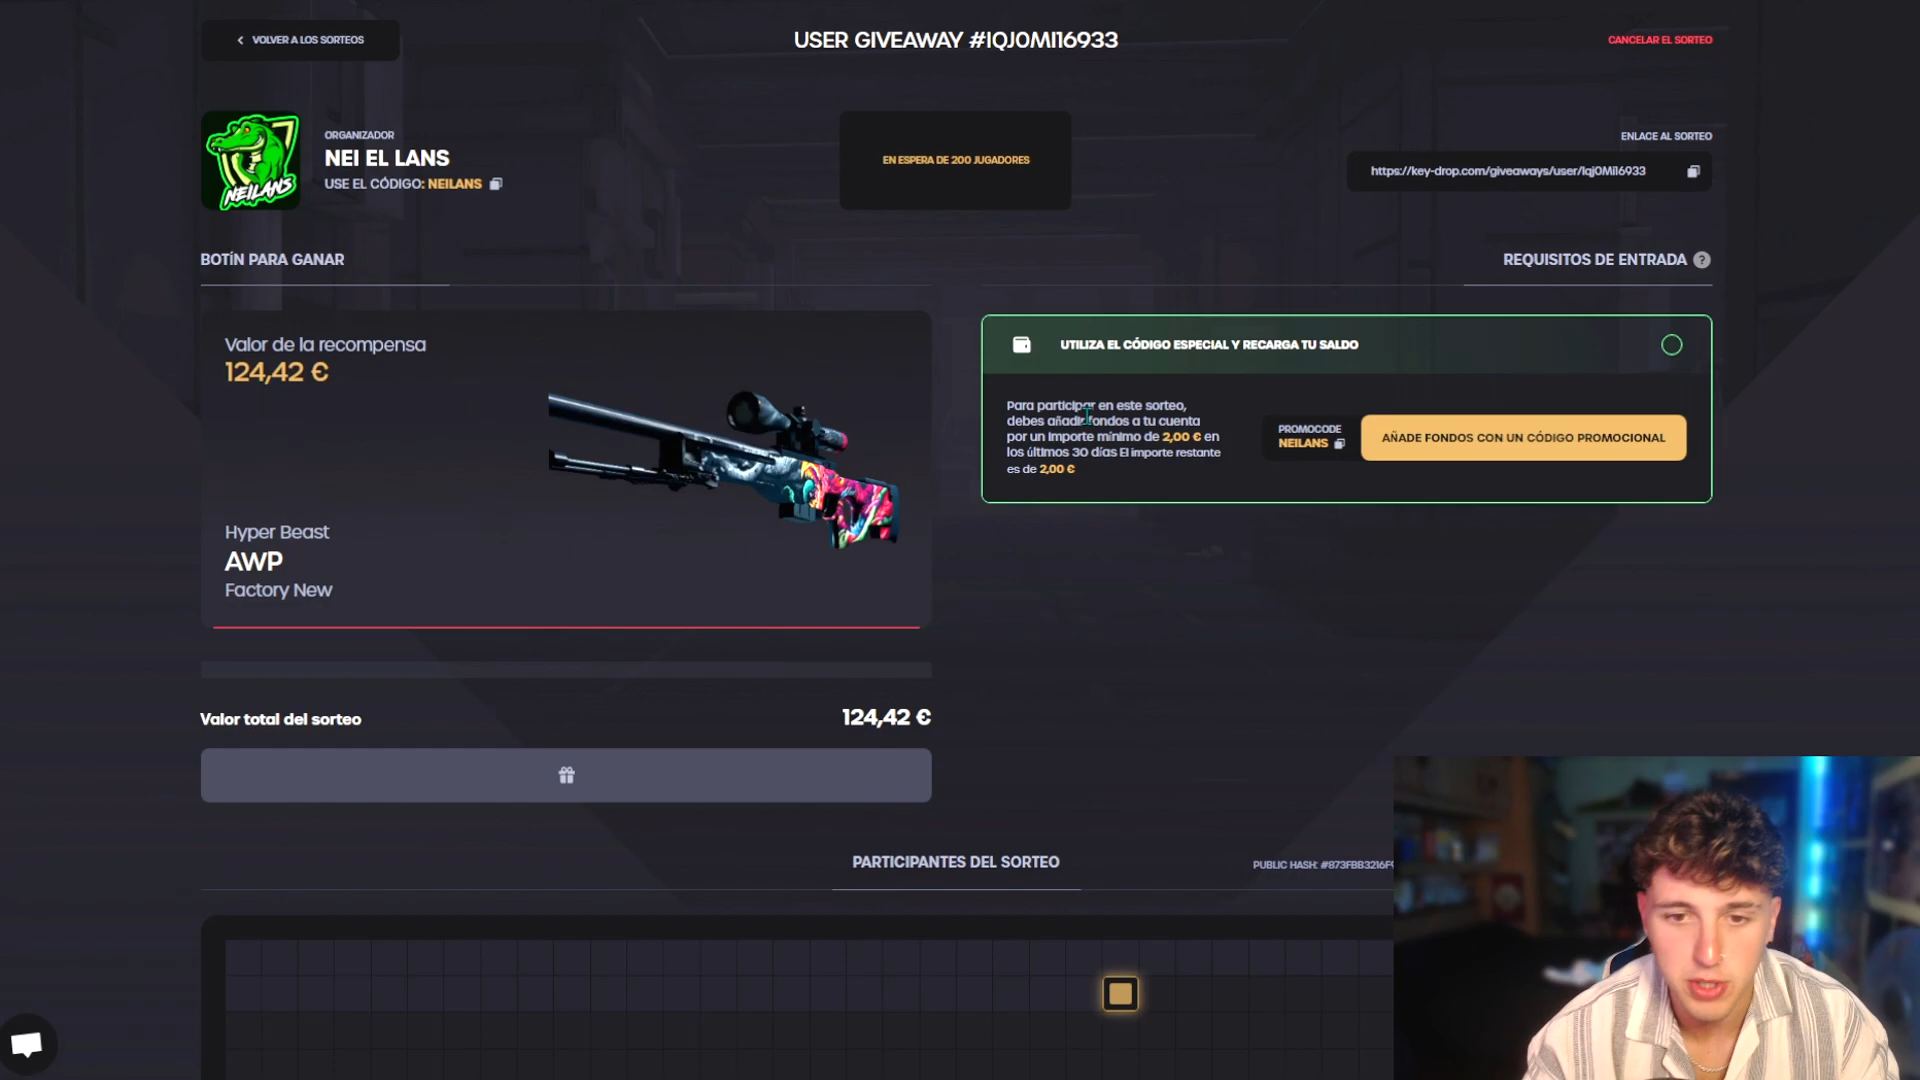 VOLVER A LOS SORTEOS
USER GIVEAWAY #IQJ0MI16933
CANCELAR EL SORTEO
NEILANS
ORGANIZADOR
NEI EL LANS
USE EL CÓDIGO: NEILANS
EN ESPERA DE 200 JUGADORES
ENLACE AL SORTEO
https://key-drop.com/giveaways/user/Iqj0Mi16933
BOTÍN PARA GANAR
REQUISITOS DE ENTRADA ?
Valor de la recompensa
124,42 €
Hyper Beast
AWP
Factory New
UTILIZA EL CÓDIGO ESPECIAL Y RECARGA TU SALDO
Para participar en este sorteo,
debes añadir fondos a tu cuenta
por un importe mínimo de 2,00 € en
los últimos 30 días El importe restante
es de 2,00 €
PROMOCODE
NEILANS
AÑADE FONDOS CON UN CÓDIGO PROMOCIONAL
Valor total del sorteo
124,42 €
PARTICIPANTES DEL SORTEO
PUBLIC HASH: #873FBB3216F9